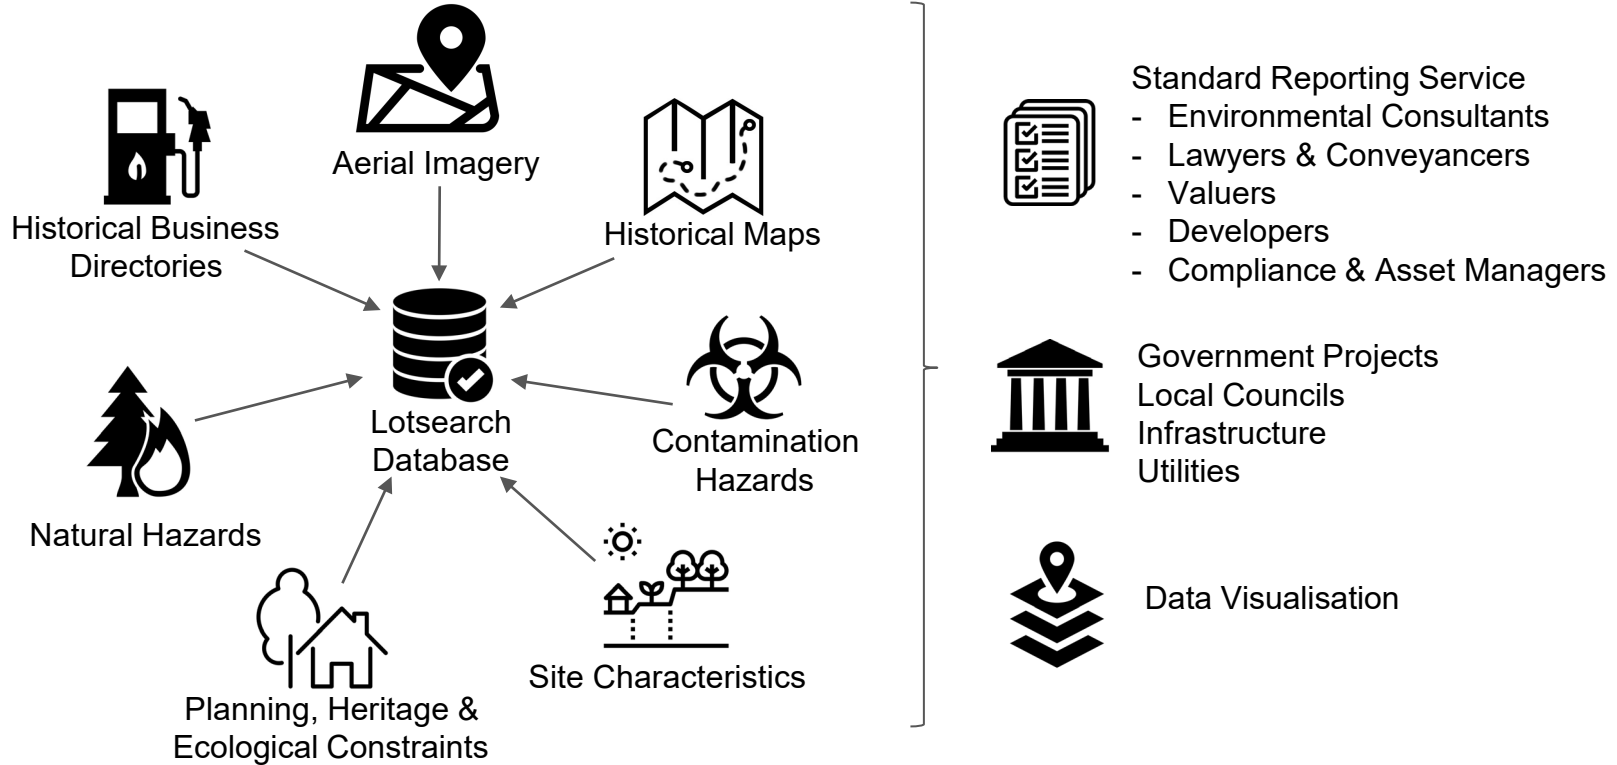 Aerial Imagery
Historical Business
Directories
Historical Maps
Lotsearch
Database
Contamination
Hazards
Natural Hazards
Site Characteristics
Planning, Heritage &
Ecological Constraints
Standard Reporting Service
- Environmental Consultants
- Lawyers & Conveyancers
- Valuers
- Developers
- Compliance & Asset Managers
Government Projects
Local Councils
Infrastructure
Utilities
Data Visualisation